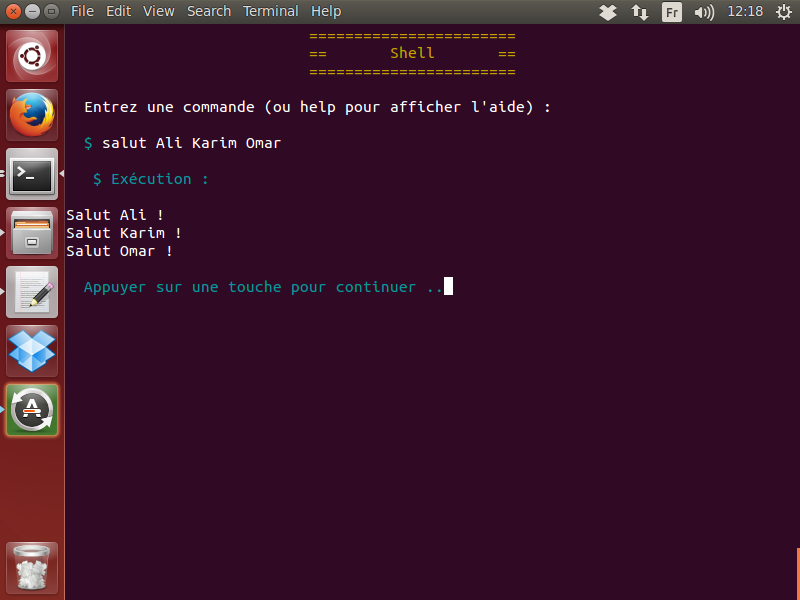 File Edit View Search Terminal Help Fr 12:18
=======================
== Shell ==
=======================
Entrez une commande (ou help pour afficher l'aide) :
$ salut Ali Karim Omar
$ Exécution :
Salut Ali !
Salut Karim !
Salut Omar !
Appuyer sur une touche pour continuer ..